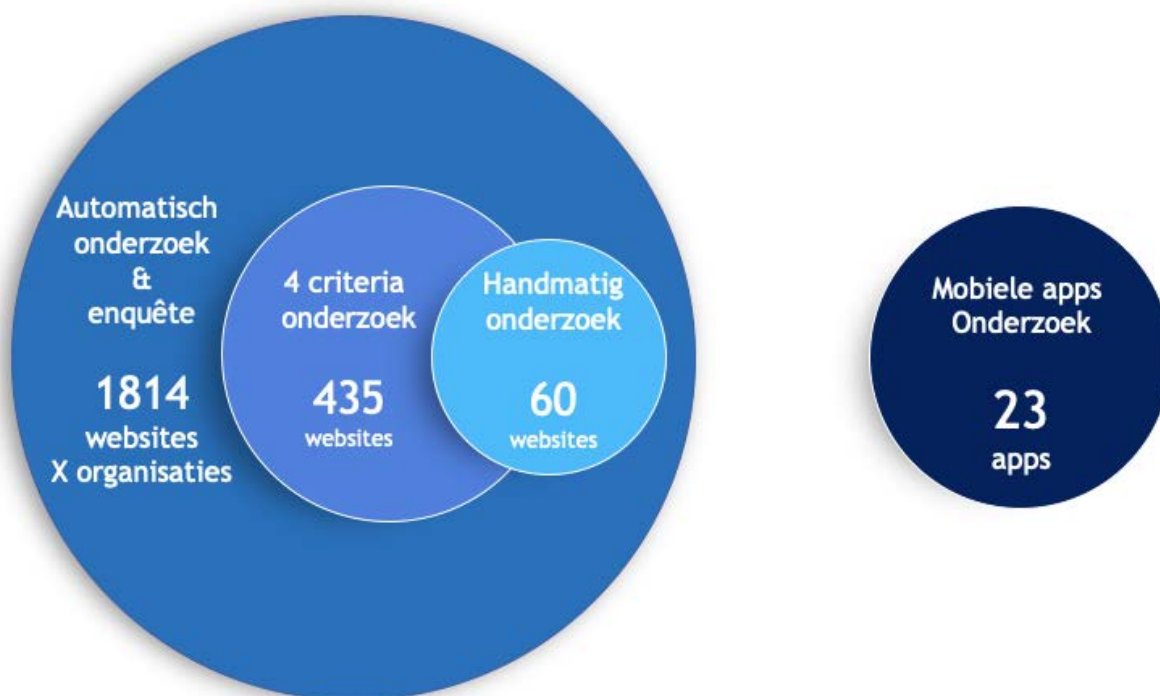 Automatisch
onderzoek
&
enquête
1814
websites
X organisaties
4 criteria
onderzoek
435
websites
Handmatig
onderzoek
60
websites
Mobiele apps
Onderzoek
23
apps